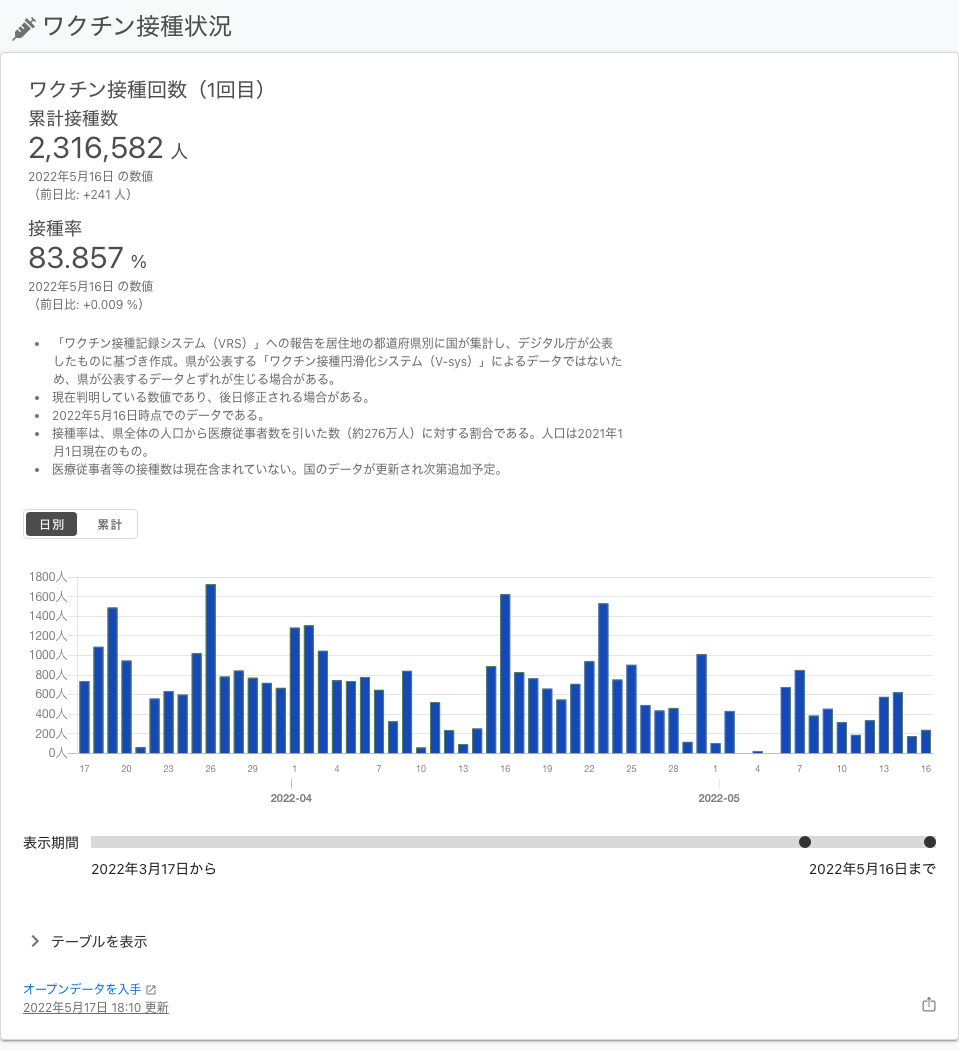 ワクチン接種状況
ワクチン接種回数（1回目）
累計接種数
2,316,582 人
2022年5月16日 の数値
（前日比: +241 人）
接種率
83.857 %
2022年5月16日 の数値
（前日比: +0.009 %）
• 「ワクチン接種記録システム（VRS）」への報告を居住地の都道府県別に国が集計し、デジタル庁が公表
したものに基づき作成。県が公表する「ワクチン接種円滑化システム（V-sys）」によるデータではないた
め、県が公表するデータとずれが生じる場合がある。
• 現在判明している数値であり、後日修正される場合がある。
• 2022年5月16日時点でのデータである。
• 接種率は、県全体の人口から医療従事者数を引いた数（約276万人）に対する割合である。人口は2021年1
月1日現在のもの。
• 医療従事者等の接種数は現在含まれていない。国のデータが更新され次第追加予定。
日別 累計
1800人
1600人
1400人
1200人
1000人
800人
600人
400人
200人
0人
17 20 23 26 29 1 4 7 10 13 16 19 22 25 28 1 4 7 10 13 16
2022-04 2022-05
表示期間
2022年3月17日から 2022年5月16日まで
テーブルを表示
オープンデータを入手
2022年5月17日 18:10 更新